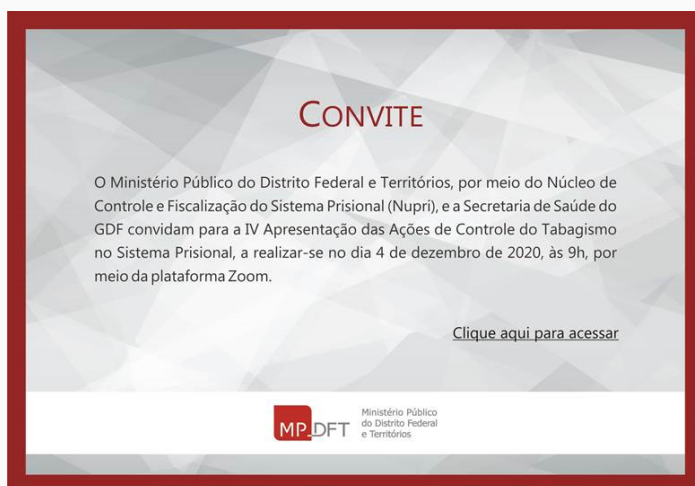 CONVITE
O Ministério Público do Distrito Federal e Territórios, por meio do Núcleo de
Controle e Fiscalização do Sistema Prisional (Nupri), e a Secretaria de Saúde do
GDF convidam para a IV Apresentação das Ações de Controle do Tabagismo
no Sistema Prisional, a realizar-se no dia 4 de dezembro de 2020, às 9h, por
meio da plataforma Zoom.
Clique aqui para acessar
MP DFT
Ministério Público
do Distrito Federal
e Territórios